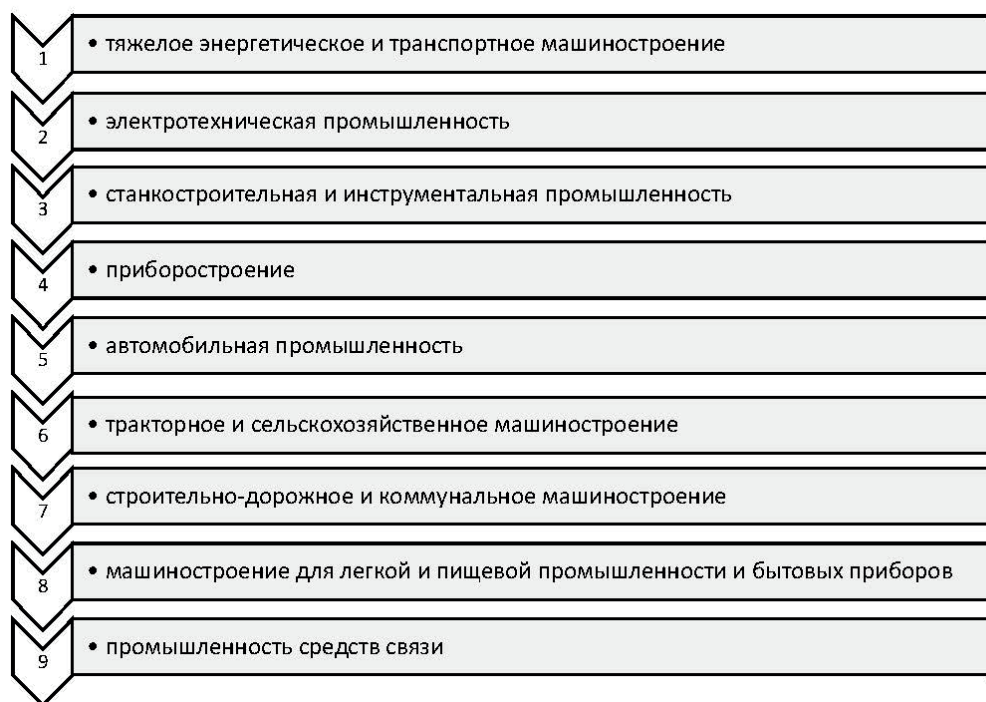 1 • тяжелое энергетическое и транспортное машиностроение
2 • электротехническая промышленность
3 • станкостроительная и инструментальная промышленность
4 • приборостроение
5 • автомобильная промышленность
6 • тракторное и сельскохозяйственное машиностроение
7 • строительно-дорожное и коммунальное машиностроение
8 • машиностроение для легкой и пищевой промышленности и бытовых приборов
9 • промышленность средств связи